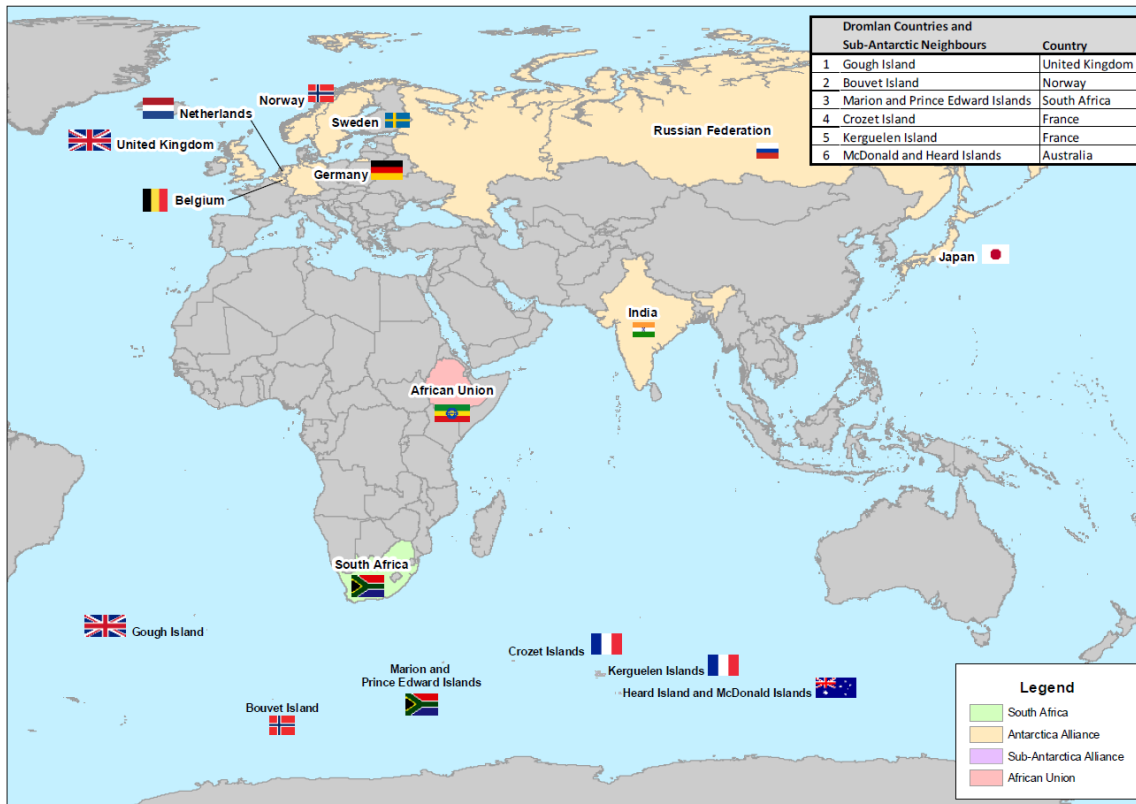 Dromlan Countries and
Sub-Antarctic Neighbours Country
1 Gough Island United Kingdom
2 Bouvet Island Norway
3 Marion and Prince Edward Islands South Africa
4 Crozet Island France
5 Kerguelen Island France
6 McDonald and Heard Islands Australia
Norway
Netherlands
Sweden
Russian Federation
United Kingdom
Germany
Belgium
Japan
India
African Union
South Africa
Gough Island
Crozet Islands
Marion and
Prince Edward Islands
Kerguelen Islands
Heard Island and McDonald Islands
Bouvet Island
Legend
South Africa
Antarctica Alliance
Sub-Antarctica Alliance
African Union